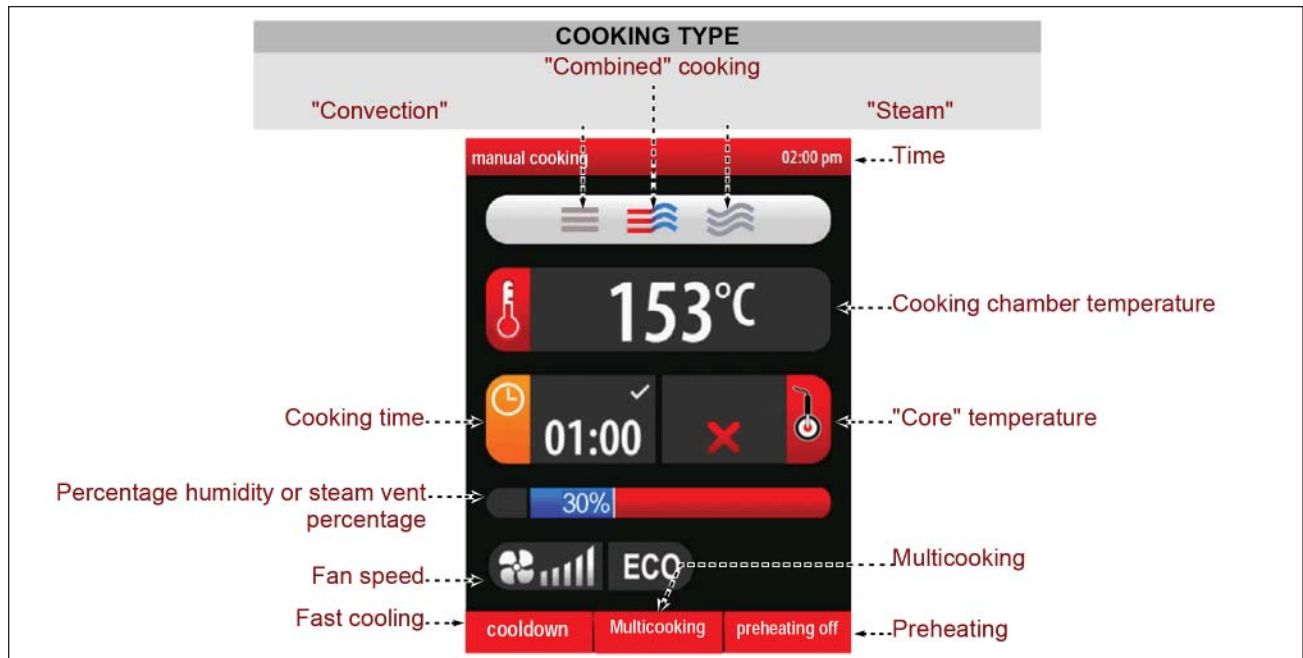 COOKING TYPE
"Combined" cooking
"Convection"
"Steam"
manual cooking
02:00 pm
Time
153°C
Cooking chamber temperature
Cooking time
01:00
"Core" temperature
Percentage humidity or steam vent
percentage
30%
Fan speed
ECO
Multicooking
Fast cooling
cooldown
Multicooking
preheating off
Preheating